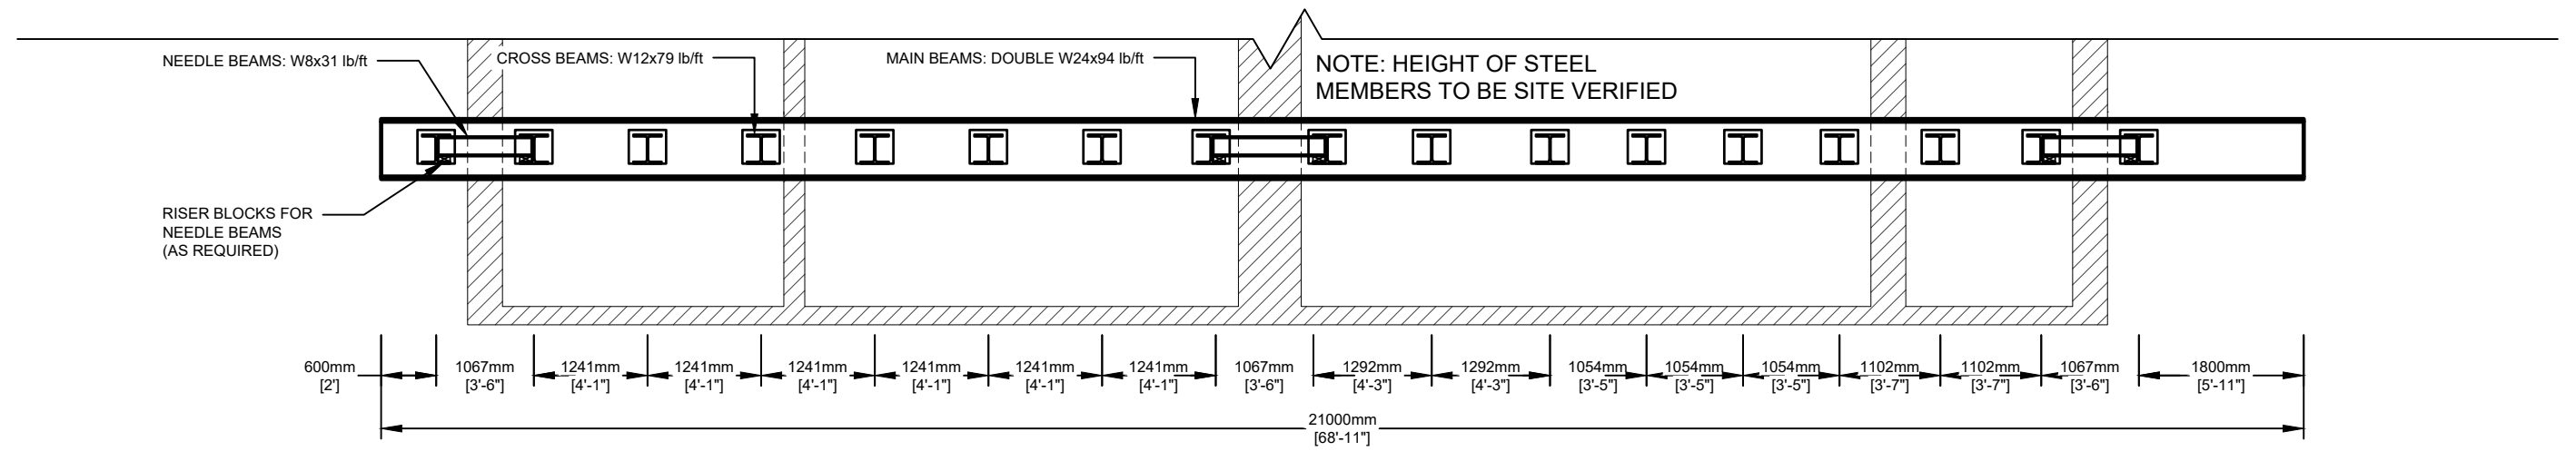 NEEDLE BEAMS: W8x31 lb/ft
CROSS BEAMS: W12x79 lb/ft
MAIN BEAMS: DOUBLE W24x94 lb/ft
NOTE: HEIGHT OF STEEL
MEMBERS TO BE SITE VERIFIED
RISER BLOCKS FOR
NEEDLE BEAMS
(AS REQUIRED)
600mm
[2']
1067mm
[3'-6"]
1241mm
[4'-1"]
1241mm
[4'-1"]
1241mm
[4'-1"]
1241mm
[4'-1"]
1241mm
[4'-1"]
1241mm
[4'-1"]
1067mm
[3'-6"]
1292mm
[4'-3"]
1292mm
[4'-3"]
1054mm
[3'-5"]
1054mm
[3'-5"]
1054mm
[3'-5"]
1102mm
[3'-7"]
1102mm
[3'-7"]
1067mm
[3'-6"]
1800mm
[5'-11"]
21000mm
[68'-11"]